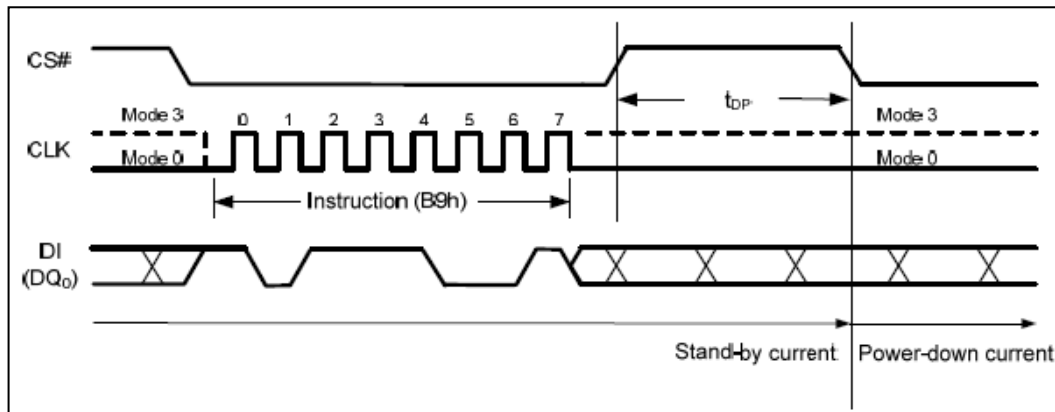 CS#
Mode 3
0 1 2 3 4 5 6 7
tDP
Mode 3
CLK
Mode 0
Mode 0
Instruction (B9h)
DI
(DQ0)
Stand-by current
Power-down current